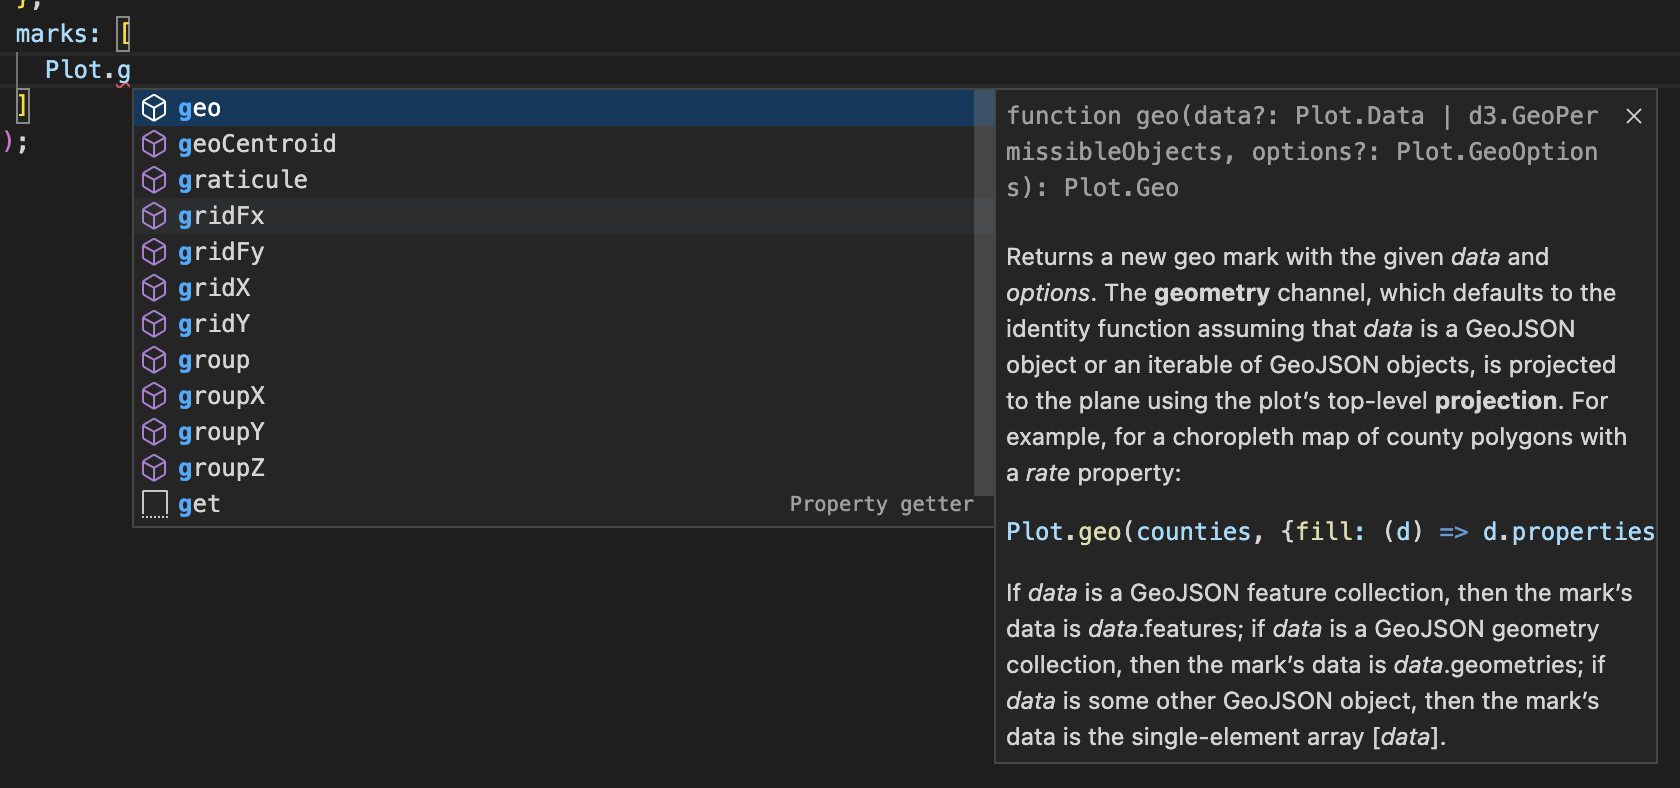 };
marks: [
Plot.g
]
);
geo
geoCentroid
graticule
gridFx
gridFy
gridX
gridY
group
groupX
groupY
groupZ
get Property getter
function geo(data?: Plot.Data | d3.GeoPer
missibleObjects, options?: Plot.GeoOption
s): Plot.Geo
Returns a new geo mark with the given data and
options. The geometry channel, which defaults to the
identity function assuming that data is a GeoJSON
object or an iterable of GeoJSON objects, is projected
to the plane using the plot’s top-level projection. For
example, for a choropleth map of county polygons with
a rate property:
Plot.geo(counties, {fill: (d) => d.properties
If data is a GeoJSON feature collection, then the mark’s
data is data.features; if data is a GeoJSON geometry
collection, then the mark’s data is data.geometries; if
data is some other GeoJSON object, then the mark’s
data is the single-element array [data].